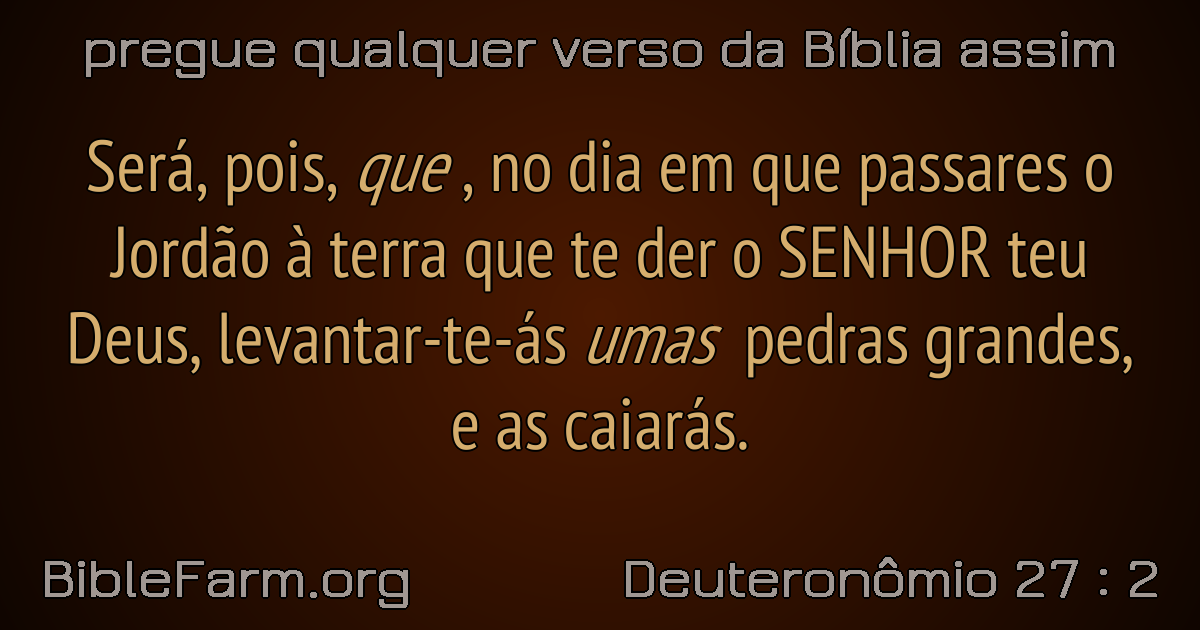 pregue qualquer verso da Bíblia assim
Será, pois, que , no dia em que passares o
Jordão à terra que te der o SENHOR teu
Deus, levantar-te-ás umas pedras grandes,
e as caiarás.
BibleFarm.org
Deuteronômio 27 : 2